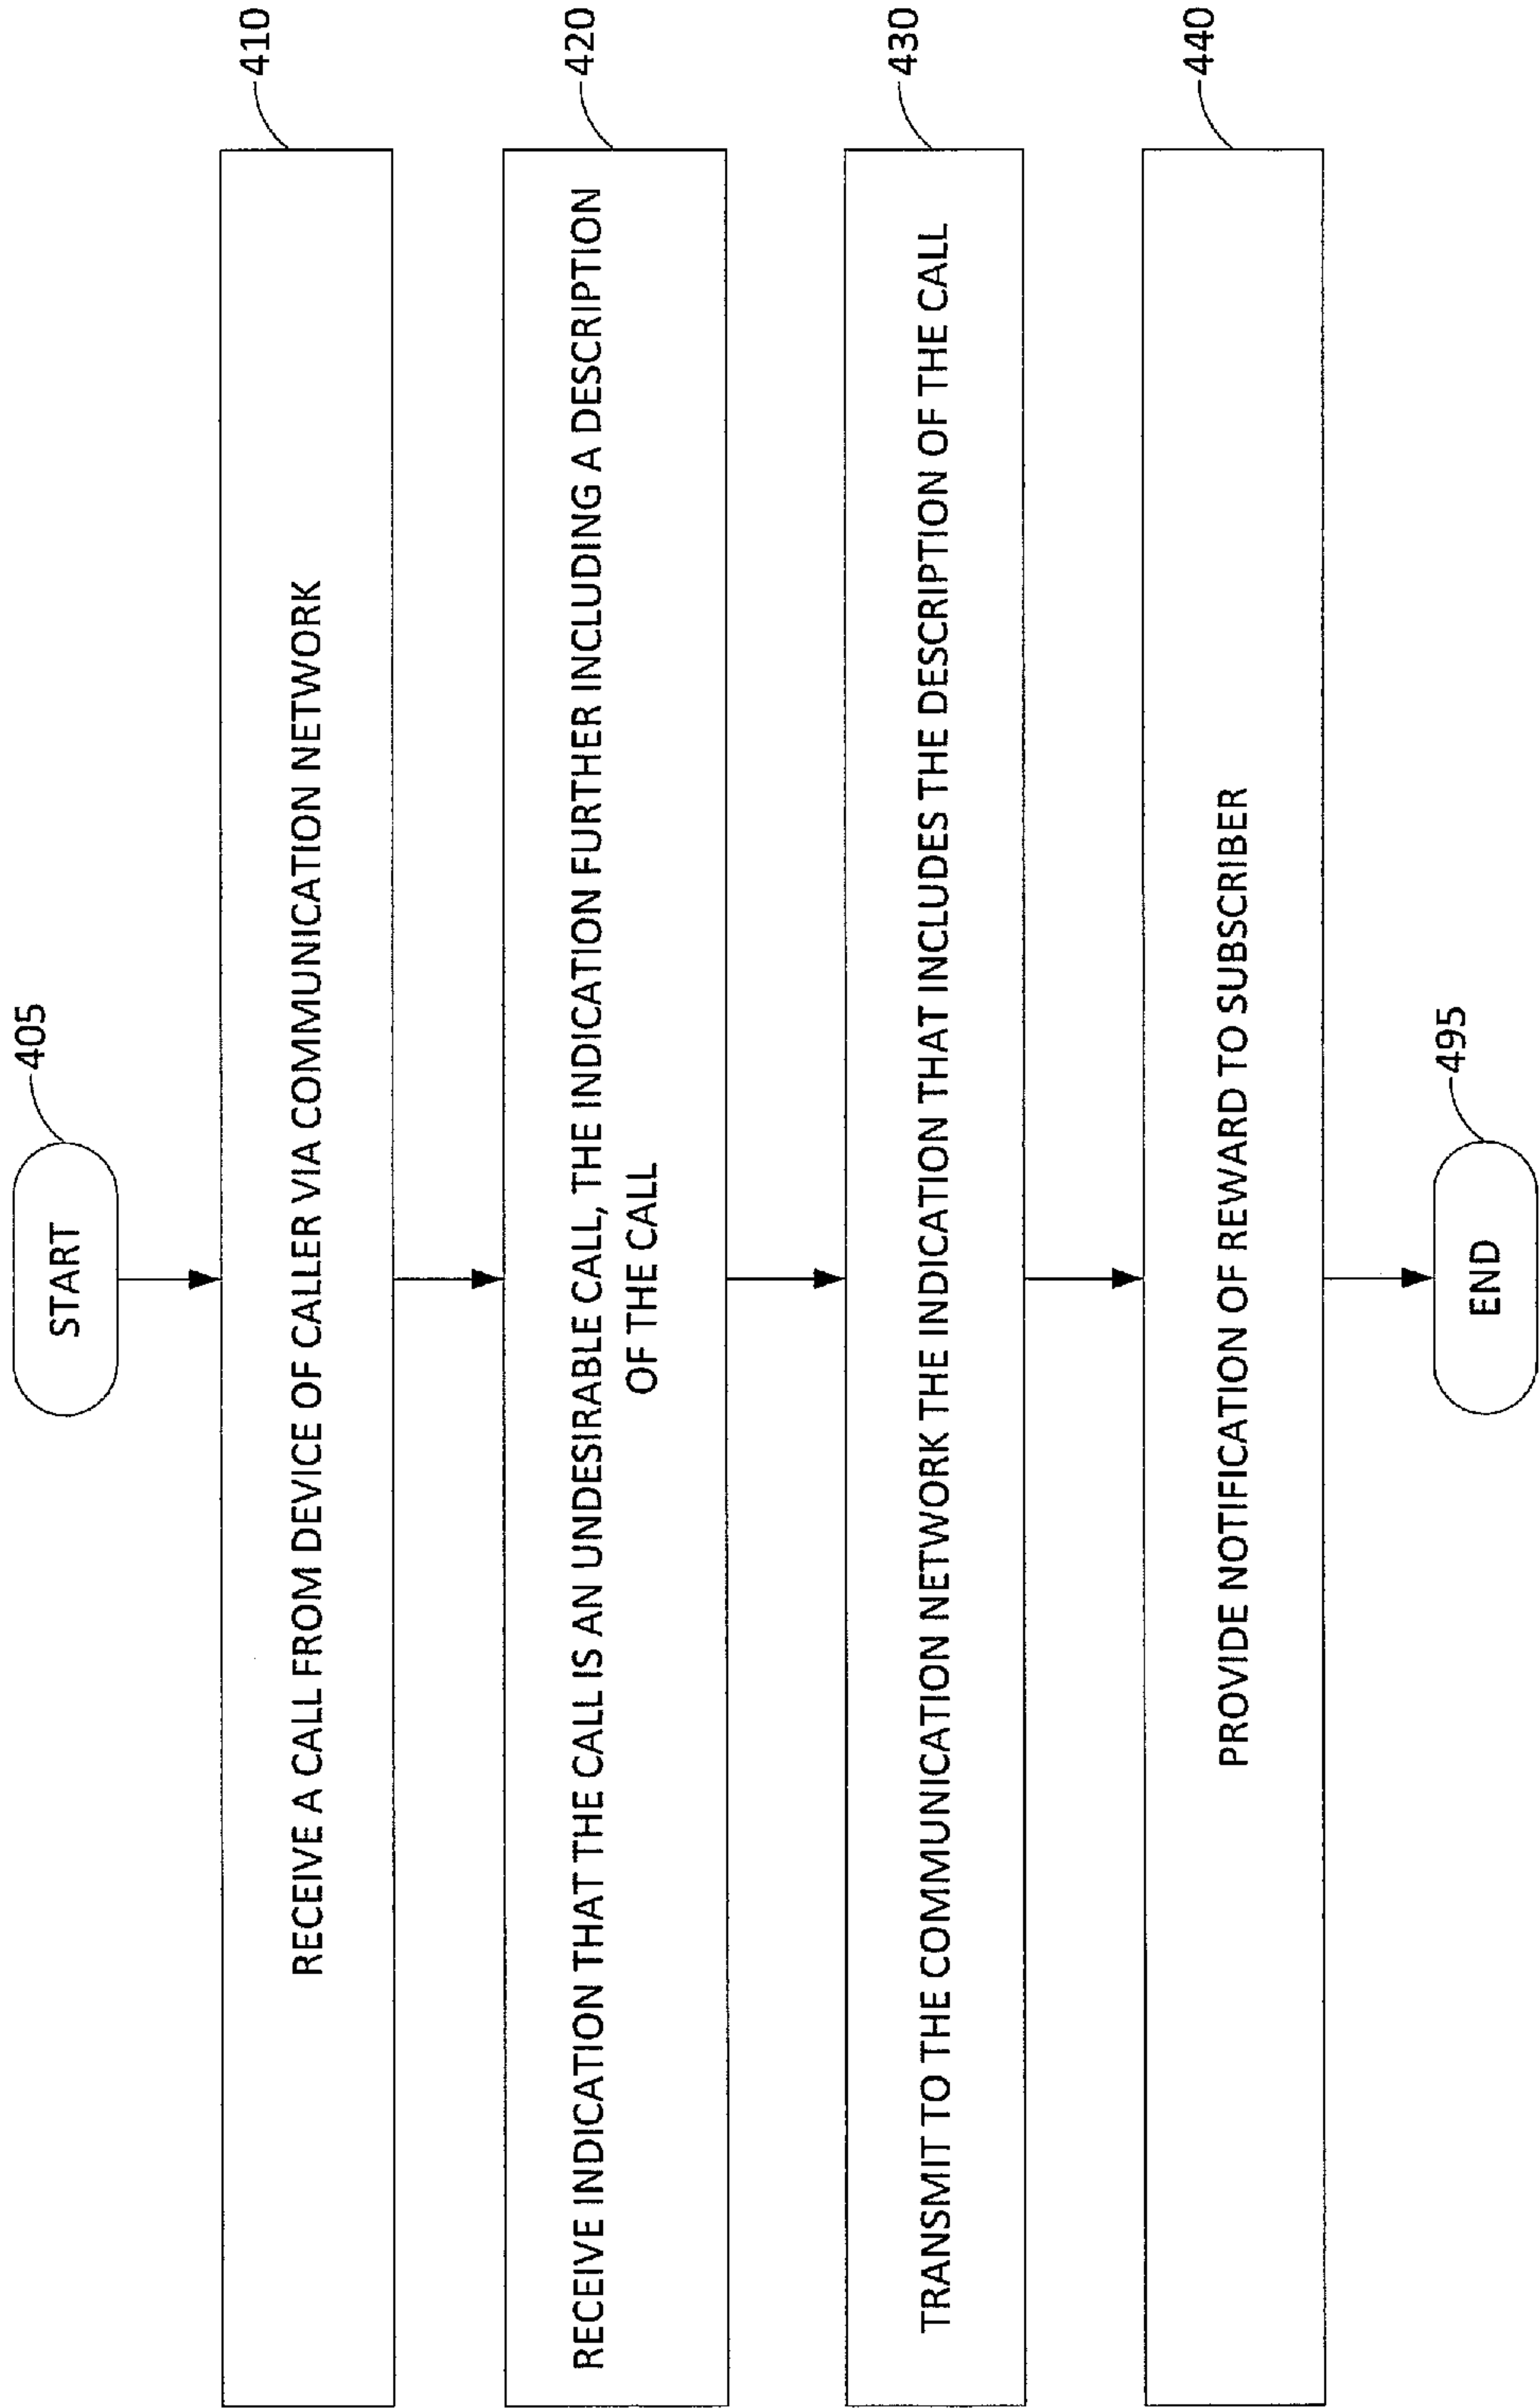 START
405
RECEIVE A CALL FROM DEVICE OF CALLER VIA COMMUNICATION NETWORK
410
RECEIVE INDICATION THAT THE CALL IS AN UNDESIRABLE CALL, THE INDICATION FURTHER INCLUDING A DESCRIPTION
OF THE CALL
420
TRANSMIT TO THE COMMUNICATION NETWORK THE INDICATION THAT INCLUDES THE DESCRIPTION OF THE CALL
430
PROVIDE NOTIFICATION OF REWARD TO SUBSCRIBER
440
END
495